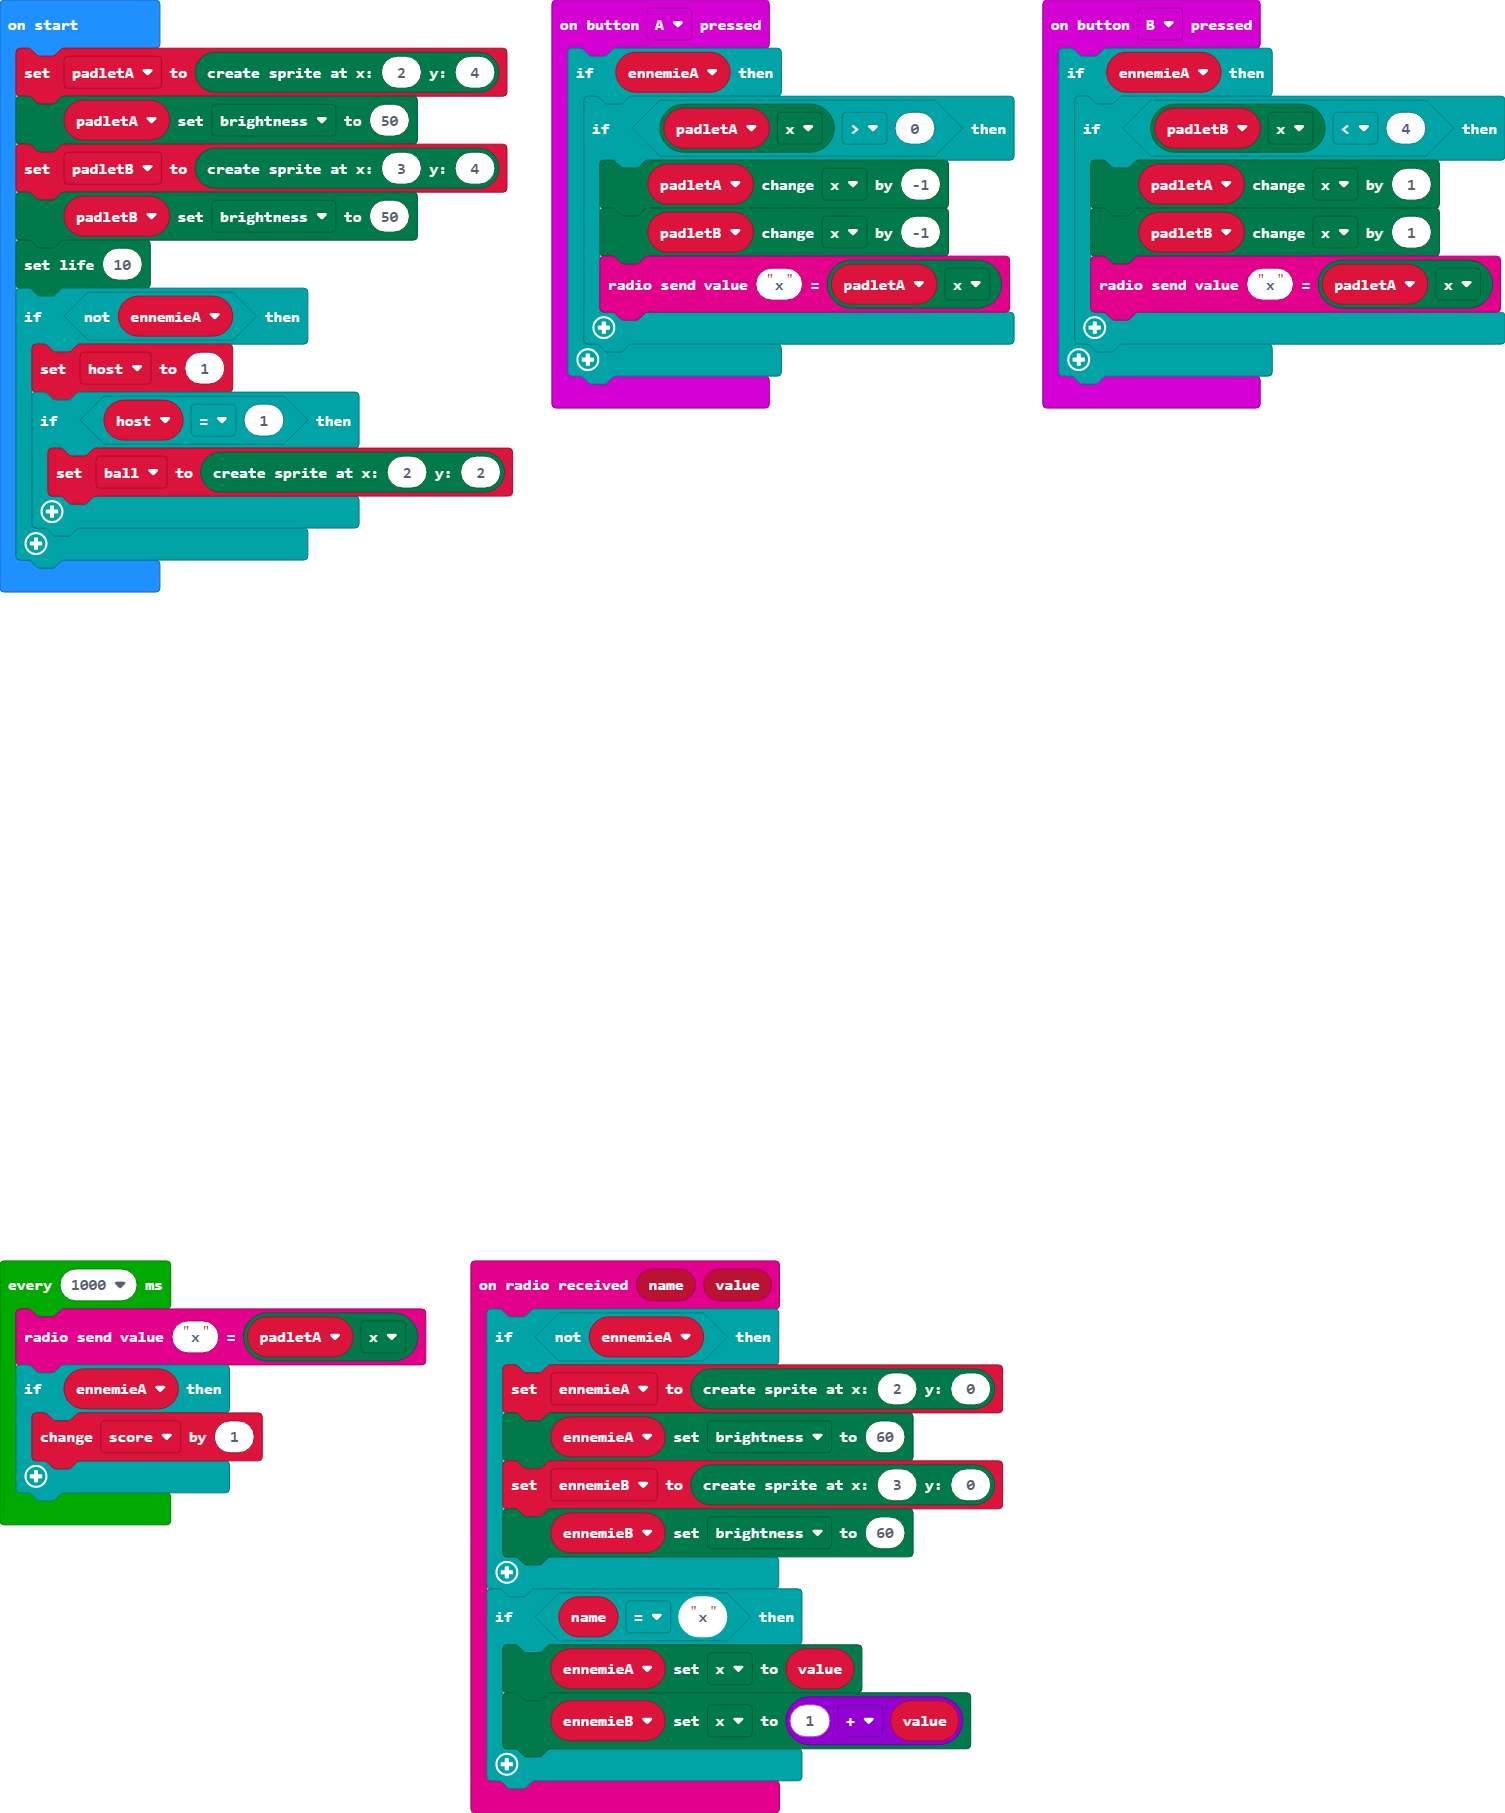 on start
set padletA to create sprite at x: 2 y: 4
padletA set brightness to 50
set padletB to create sprite at x: 3 y: 4
padletB set brightness to 50
set life 10
if not ennemieA then
set host to 1
if host = 1 then
set ball to create sprite at x: 2 y: 2
on button A pressed
if ennemieA then
if padletA x > 0 then
padletA change x by -1
padletB change x by -1
radio send value "x" = padletA x
on button B pressed
if ennemieA then
if padletB x < 4 then
padletA change x by 1
padletB change x by 1
radio send value "x" = padletA x
every 1000 ms
radio send value "x" = padletA x
if ennemieA then
change score by 1
on radio received name value
if not ennemieA then
set ennemieA to create sprite at x: 2 y: 0
ennemieA set brightness to 60
set ennemieB to create sprite at x: 3 y: 0
ennemieB set brightness to 60
if name = "x" then
ennemieA set x to value
ennemieB set x to 1 + value